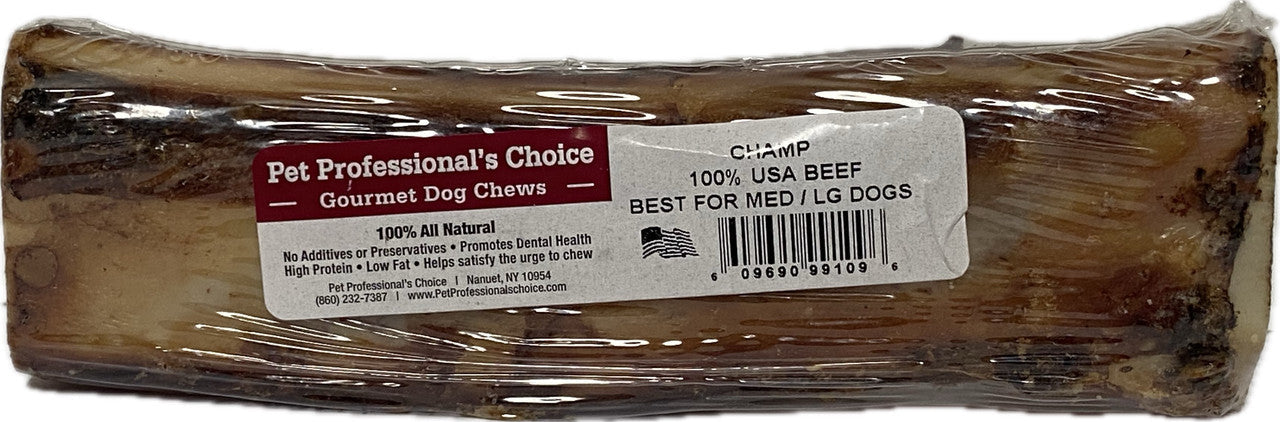 Pet Professional's Choice
— Gourmet Dog Chews —
100% All Natural
No Additives or Preservatives • Promotes Dental Health
High Protein • Low Fat • Helps satisfy the urge to chew
Pet Professional's Choice | Nanuet, NY 10954
(860) 232-7387 | www.PetProfessionalschoice.com
CHAMP
100% USA BEEF
BEST FOR MED / LG DOGS
6 09690 99109 6